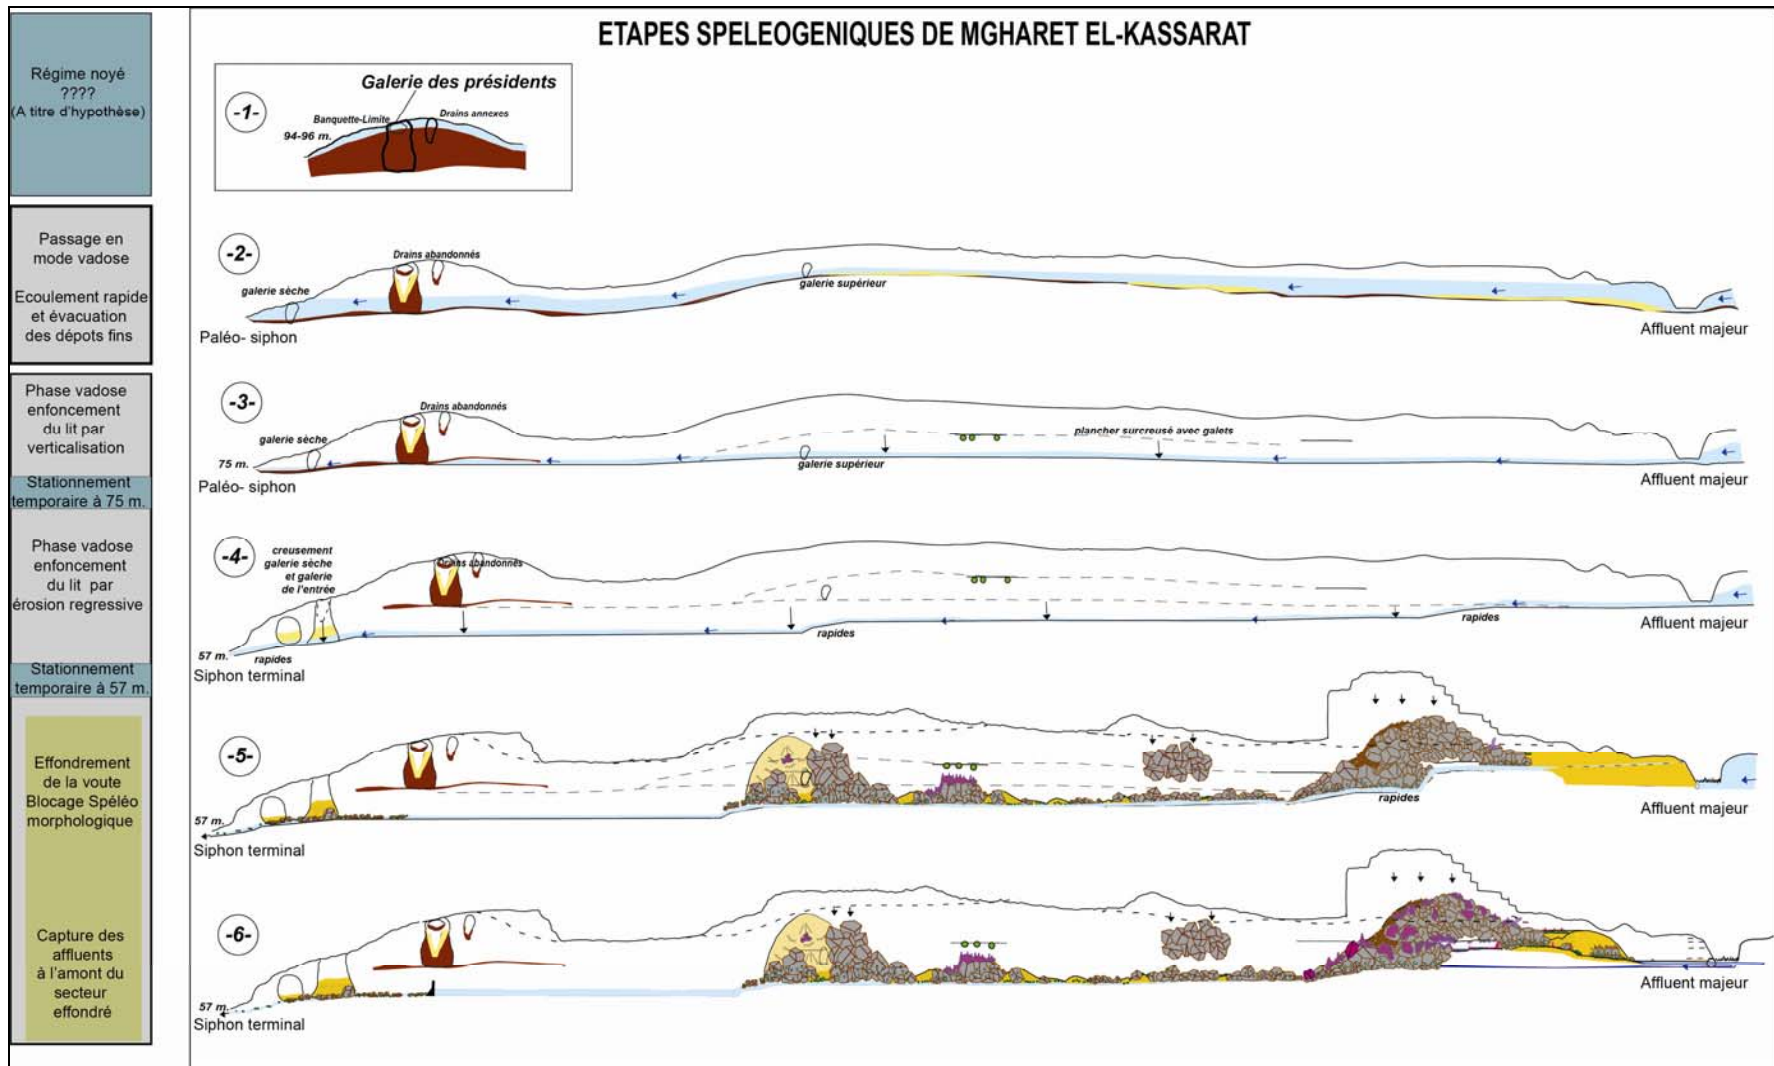 ETAPES SPELEOGENIQUES DE MGHARET EL-KASSARAT
Régime noyé
????
(A titre d'hypothèse)
-1-
Galerie des présidents
Banquette-Limite
Drains annexes
94-96 m.
Passage en
mode vadose
Ecoulement rapide
et évacuation
des dépots fins
-2-
Drains abandonnés
galerie sèche
galerie supérieur
Paléo- siphon
Affluent majeur
Phase vadose
enfoncement
du lit par
verticalisation
Stationnement
temporaire à 75 m.
-3-
Drains abandonnés
galerie sèche
plancher surcreusé avec galets
75 m.
galerie supérieur
Paléo- siphon
Affluent majeur
Phase vadose
enfoncement
du lit par
érosion regressive
Stationnement
temporaire à 57 m.
-4-
creusement
galerie sèche
et galerie
de l'entrée
Drains abandonnés
rapides
rapides
57 m.
rapides
Siphon terminal
Affluent majeur
Effondrement
de la voute
Blocage Spéléo
morphologique
-5-
rapides
57 m.
Siphon terminal
Affluent majeur
Capture des
affluents
à l'amont du
secteur
effondré
-6-
57 m.
Siphon terminal
Affluent majeur